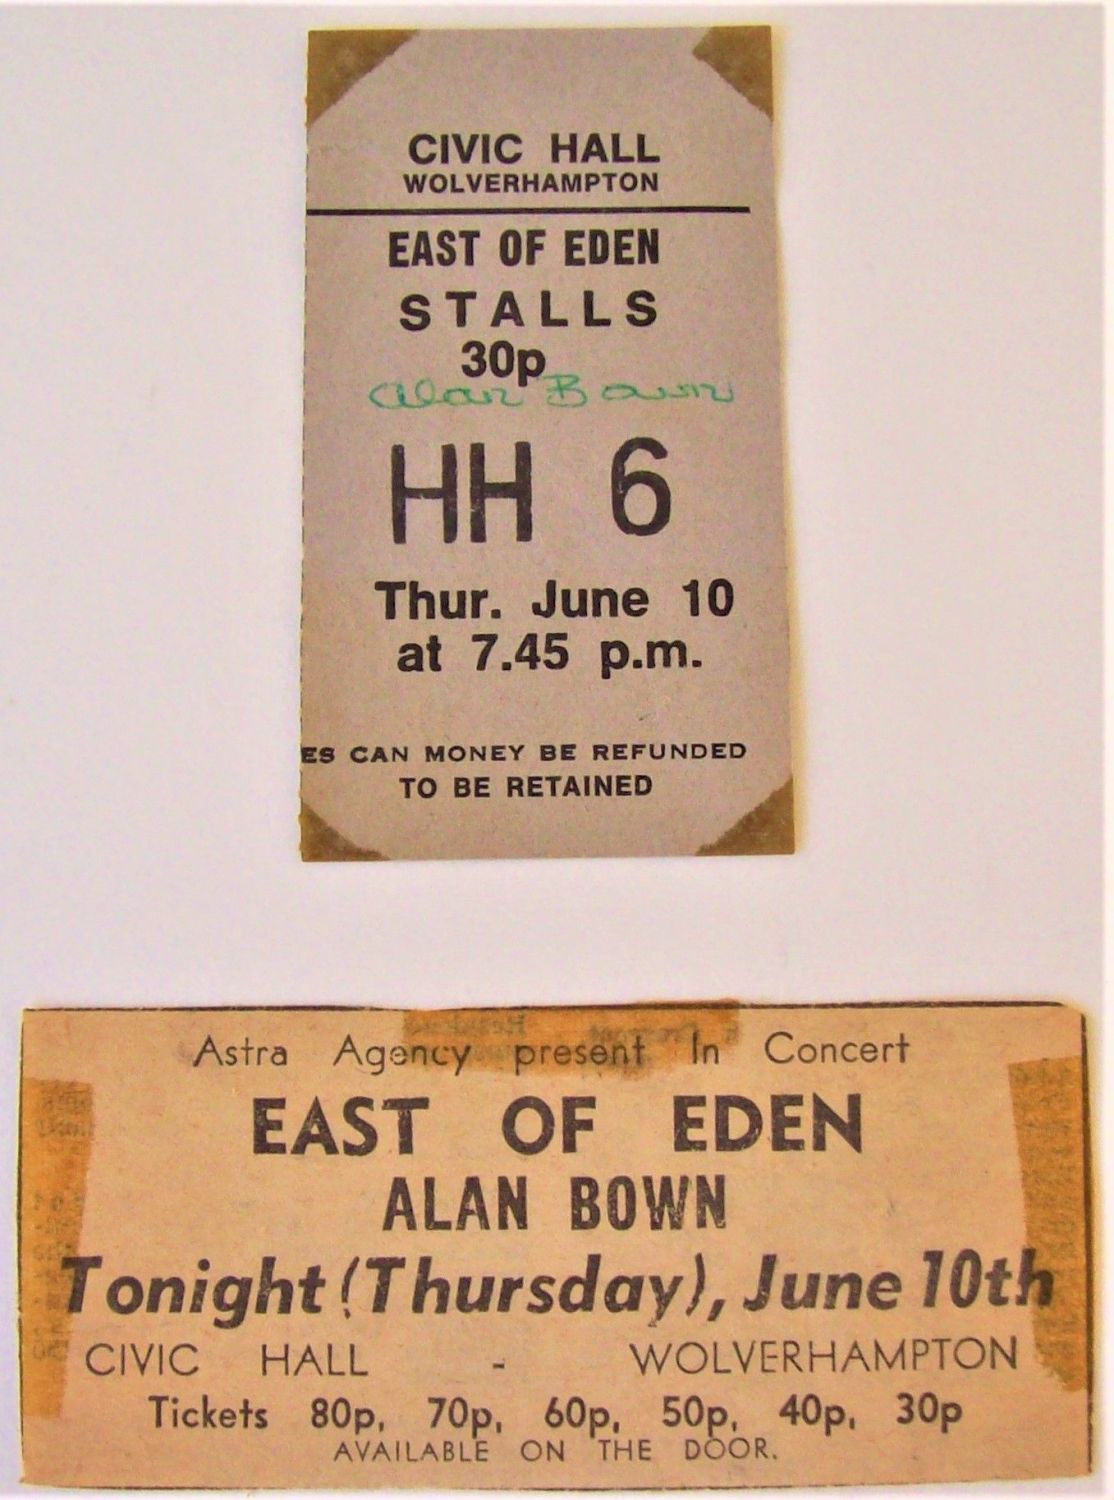 CIVIC HALL
WOLVERHAMPTON
EAST OF EDEN
STALLS
30p
Alan Bown
HH 6
Thur. June 10
at 7.45 p.m.
ES CAN MONEY BE REFUNDED
TO BE RETAINED
Astra Agency present In Concert
EAST OF EDEN
ALAN BOWN
Tonight (Thursday), June 10th
CIVIC HALL - WOLVERHAMPTON
Tickets 80p, 70p, 60p, 50p, 40p, 30p
AVAILABLE ON THE DOOR.